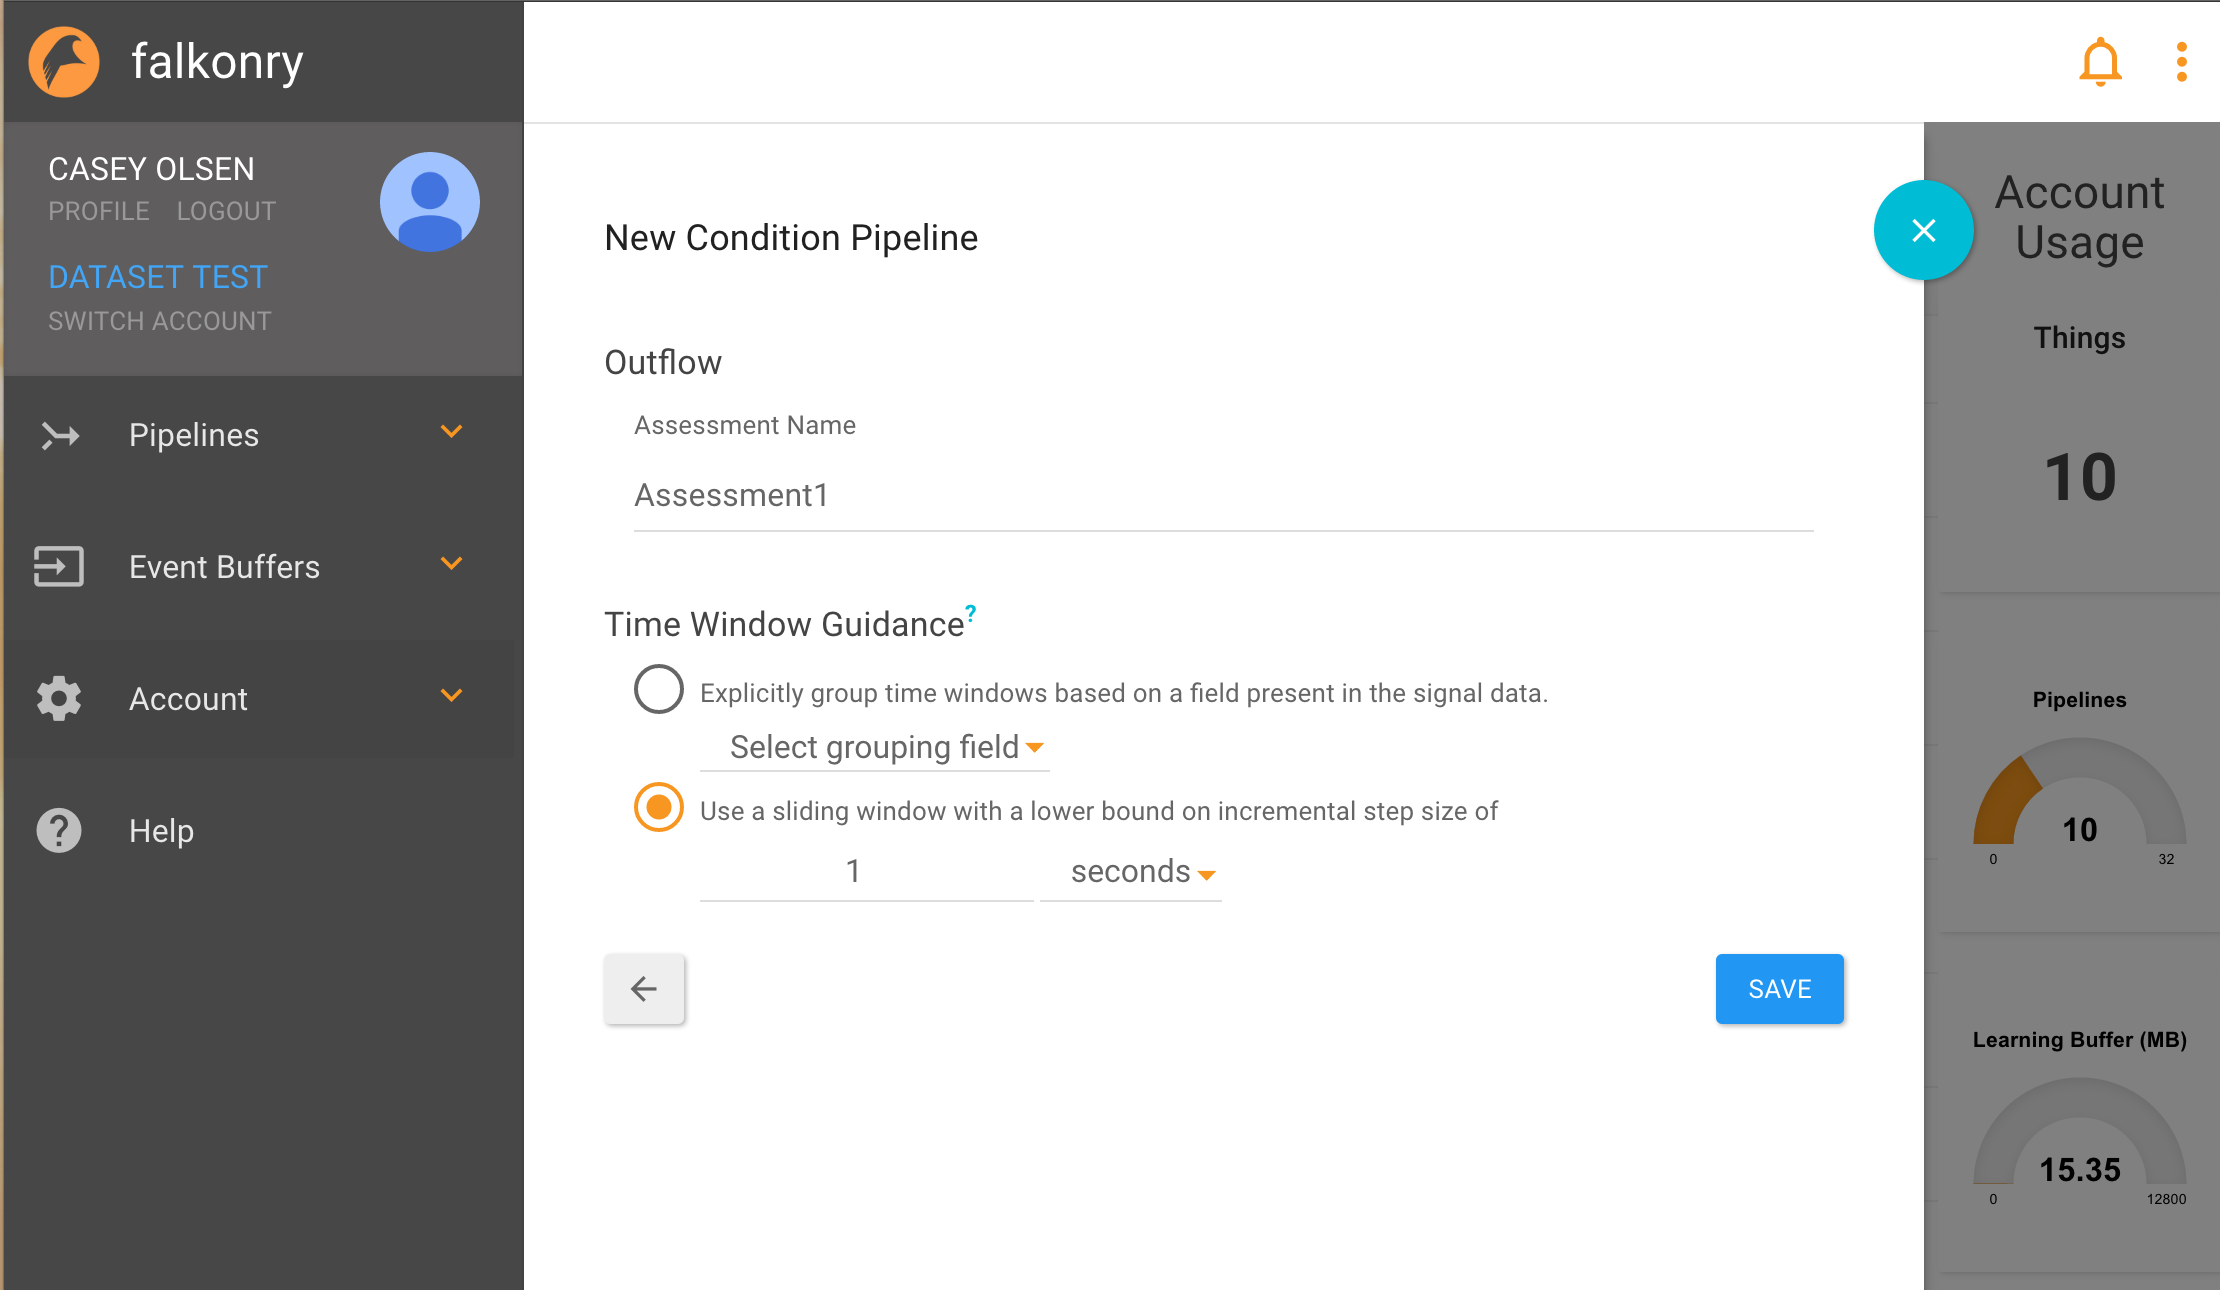 falkonry
CASEY OLSEN
PROFILE LOGOUT
DATASET TEST
SWITCH ACCOUNT
Pipelines
Event Buffers
Account
Help
New Condition Pipeline
Outflow
Assessment Name
Assessment1
Time Window Guidance?
Explicitly group time windows based on a field present in the signal data.
Select grouping field
Use a sliding window with a lower bound on incremental step size of
1 seconds
SAVE
Account
Usage
Things
10
Pipelines
10
0 32
Learning Buffer (MB)
15.35
0 12800